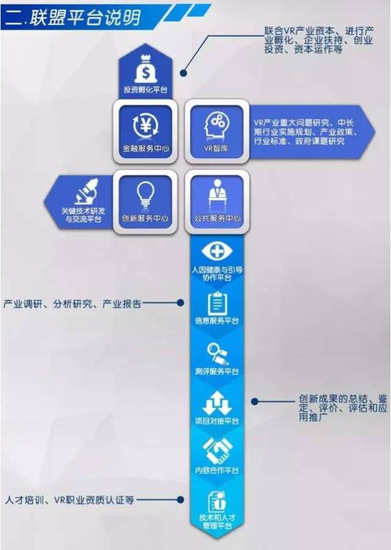 二.联盟平台说明
联合VR产业资本、进行产
业孵化、企业扶持、创业
投资、资本运作等
投资孵化平台
金融服务中心
VR智库
VR产业重大问题研究、中长
期行业实施规划、产业政策、
行业标准、政府课题研究
关键技术研发
与交流平台
创新服务中心
公共服务中心
人因健康与引导
协作平台
产业调研、分析研究、产业报告
信息服务平台
测评服务平台
创新成果的总结、鉴
定、评价、评估和应
用推广
项目对接平台
内容合作平台
人才培训、VR职业资质认证等
技术和人才
管理平台